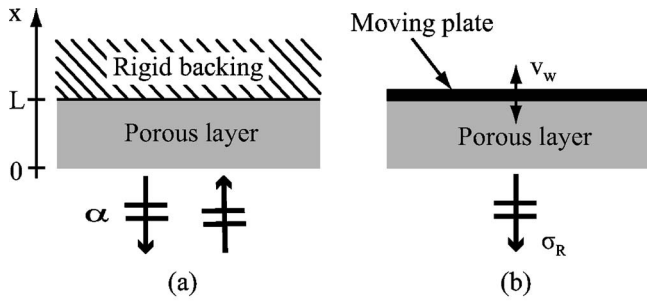 x
Rigid backing
L
Porous layer
0
α
(a)
Moving plate
v_w
Porous layer
σ_R
(b)